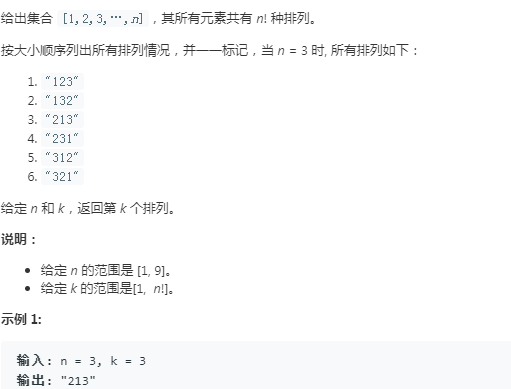 给出集合 [1,2,3,…,n]，其所有元素共有 n! 种排列。
按大小顺序列出所有排列情况，并一一标记，当 n = 3 时, 所有排列如下：
1. "123"
2. "132"
3. "213"
4. "231"
5. "312"
6. "321"
给定 n 和 k，返回第 k 个排列。
说明：
• 给定 n 的范围是 [1, 9]。
• 给定 k 的范围是[1,  n!]。
示例 1:
输入: n = 3, k = 3
输出: "213"